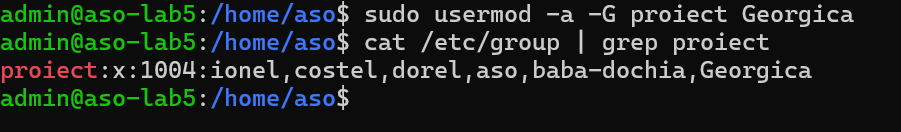 admin@aso-lab5:/home/aso$ sudo usermod -a -G proiect Georgica
admin@aso-lab5:/home/aso$ cat /etc/group | grep proiect
proiect:x:1004:ionel,costel,dorel,aso,baba-dochia,Georgica
admin@aso-lab5:/home/aso$